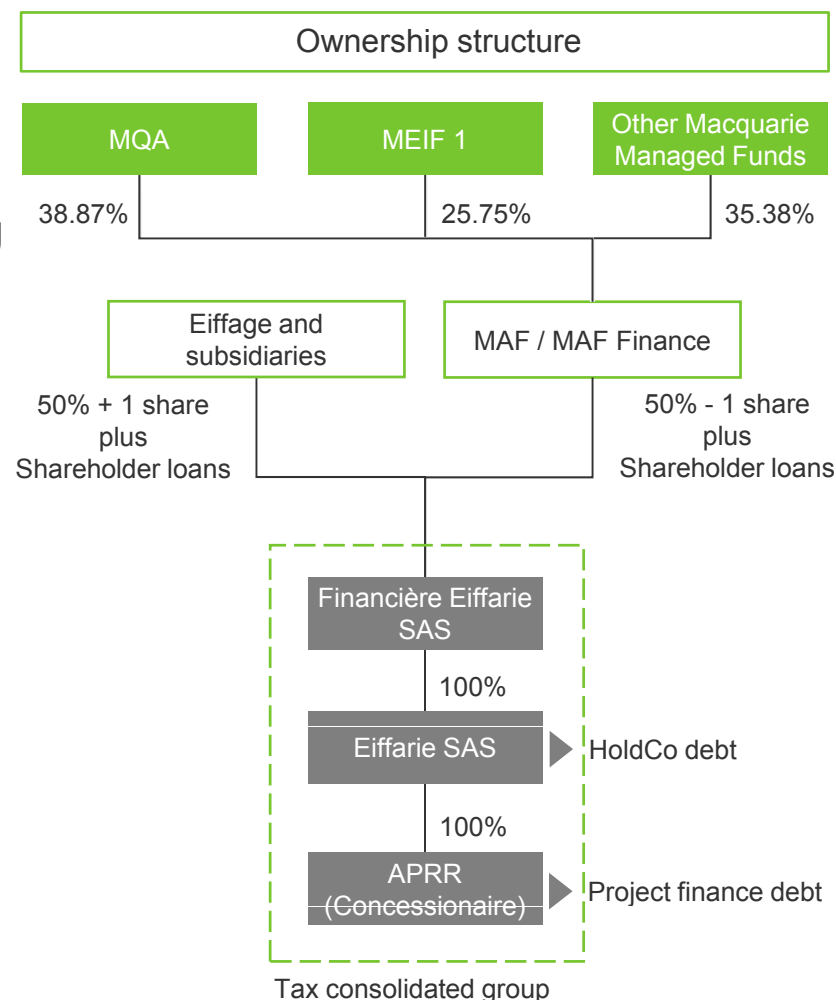 Ownership structure
MQA
MEIF 1
Other Macquarie
Managed Funds
38.87%
25.75%
35.38%
Eiffage and
subsidiaries
MAF / MAF Finance
50% + 1 share
plus
Shareholder loans
50% - 1 share
plus
Shareholder loans
Financière Eiffarie
SAS
100%
Eiffarie SAS
HoldCo debt
100%
APRR
(Concessionaire)
Project finance debt
Tax consolidated group